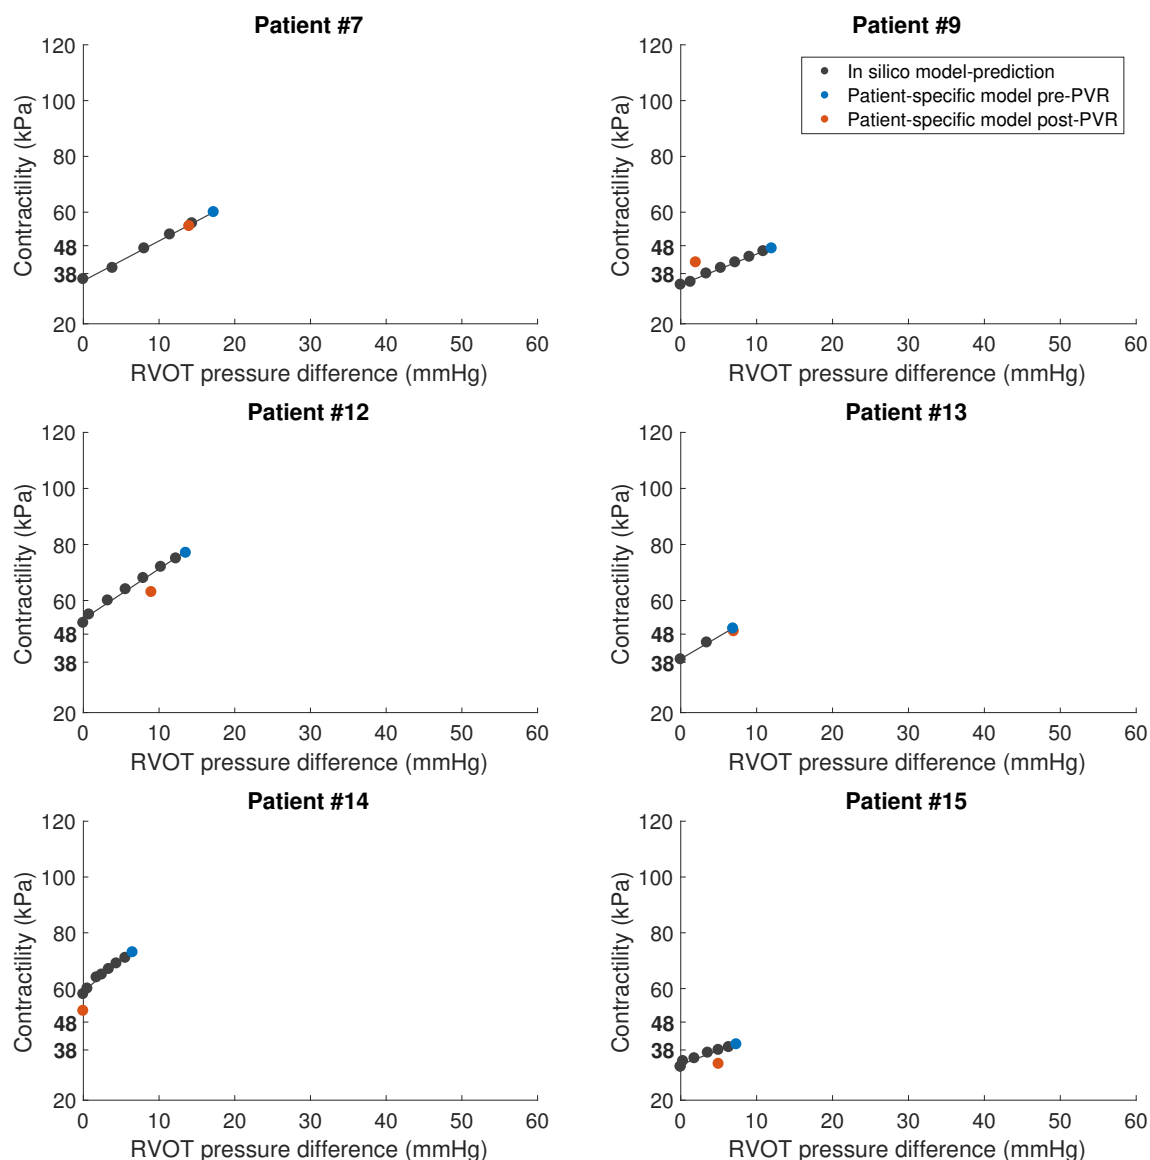 Patient #7
120
100
80
60
48
38
20
0 10 20 30 40 50 60
Contractility (kPa)
RVOT pressure difference (mmHg)
Patient #9
In silico model-prediction
Patient-specific model pre-PVR
Patient-specific model post-PVR
120
100
80
60
48
38
20
0 10 20 30 40 50 60
Contractility (kPa)
RVOT pressure difference (mmHg)
Patient #12
120
100
80
60
48
38
20
0 10 20 30 40 50 60
Contractility (kPa)
RVOT pressure difference (mmHg)
Patient #13
120
100
80
60
48
38
20
0 10 20 30 40 50 60
Contractility (kPa)
RVOT pressure difference (mmHg)
Patient #14
120
100
80
60
48
38
20
0 10 20 30 40 50 60
Contractility (kPa)
RVOT pressure difference (mmHg)
Patient #15
120
100
80
60
48
38
20
0 10 20 30 40 50 60
Contractility (kPa)
RVOT pressure difference (mmHg)